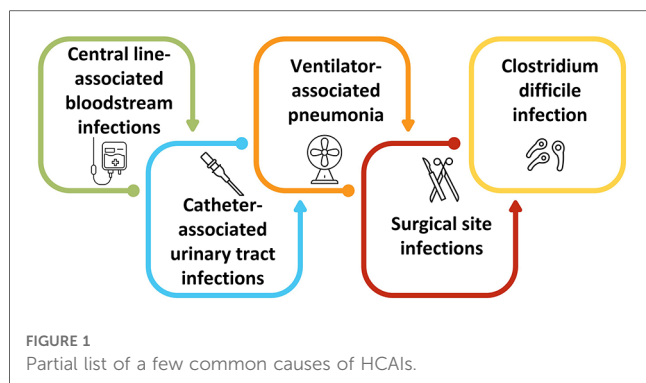 Central line-
associated
bloodstream
infections
Catheter-
associated
urinary tract
infections
Ventilator-
associated
pneumonia
Surgical site
infections
Clostridium
difficile
infection
FIGURE 1
Partial list of a few common causes of HCAIs.